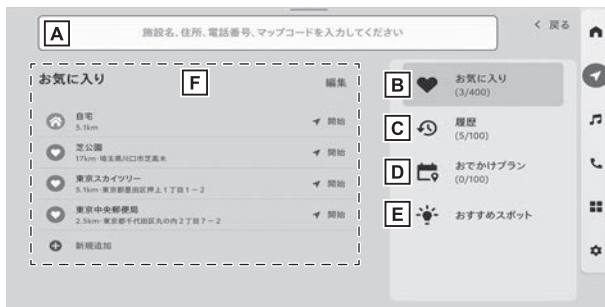 A
施設名、住所、電話番号、マップコードを入力してください
戻る
お気に入り
F
編集
自宅
5.1km
開始
芝公園
17km・埼玉県川口市芝高木
開始
東京スカイツリー
5.1km・東京都墨田区押上1丁目1－2
開始
東京中央郵便局
2.5km・東京都千代田区丸の内2丁目7－2
開始
新規追加
B
お気に入り
(3/400)
C
履歴
(5/100)
D
おでかけプラン
(0/100)
E
おすすめスポット